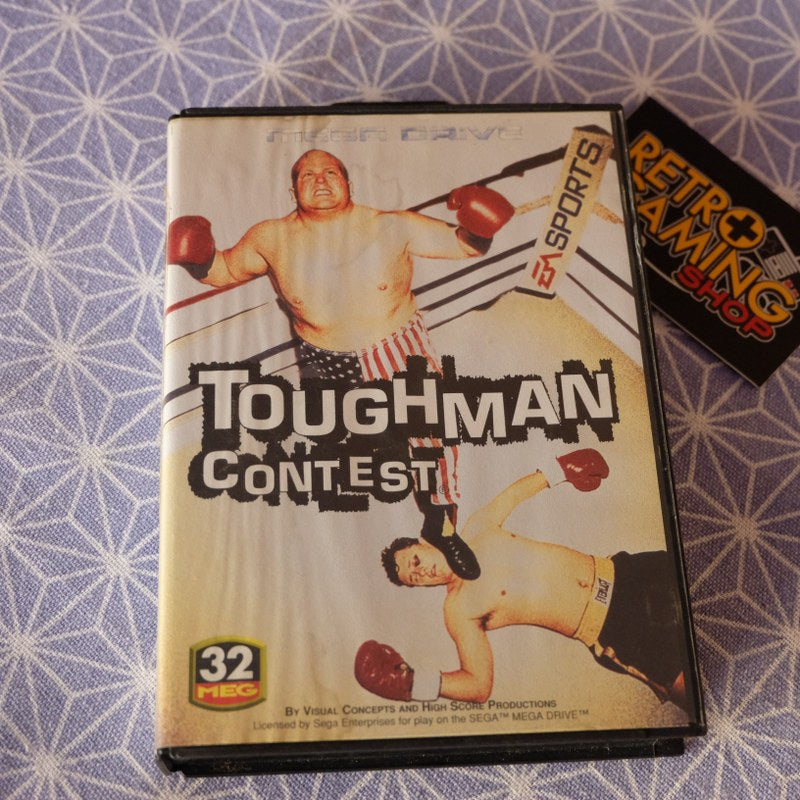 MEGA DRIVE
EA SPORTS
TOUGHMAN
CONTEST®
EVERLAST
32
MEG
BY VISUAL CONCEPTS AND HIGH SCORE PRODUCTIONS
Licensed by Sega Enterprises for play on the SEGA™ MEGA DRIVE™
RETRO
GAMING
SHOP